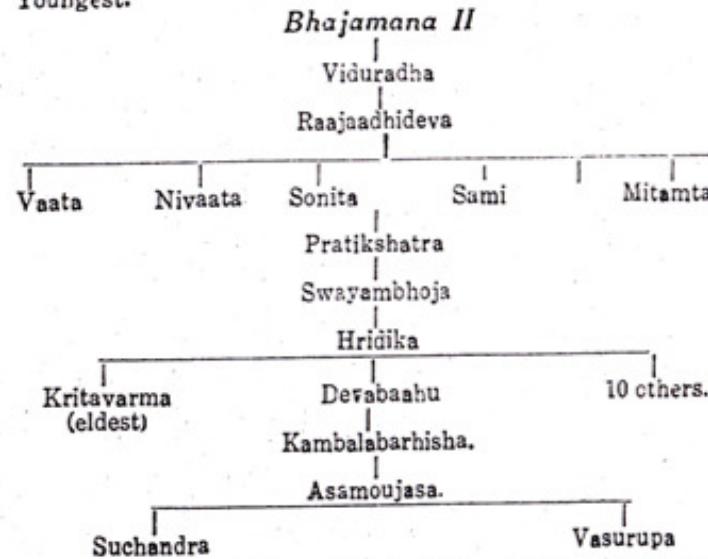 Youngest.
Bhajamana II
Viduradha
Raajaadhideva
Vaata Nivaata Sonita Sami Mitamta
Pratikshatra
Swayambhoja
Hridika
Kritavarma Devabaahu 10 others.
(eldest)
Kambalabarhisha.
Asamoujasa.
Suchandra Vasurupa